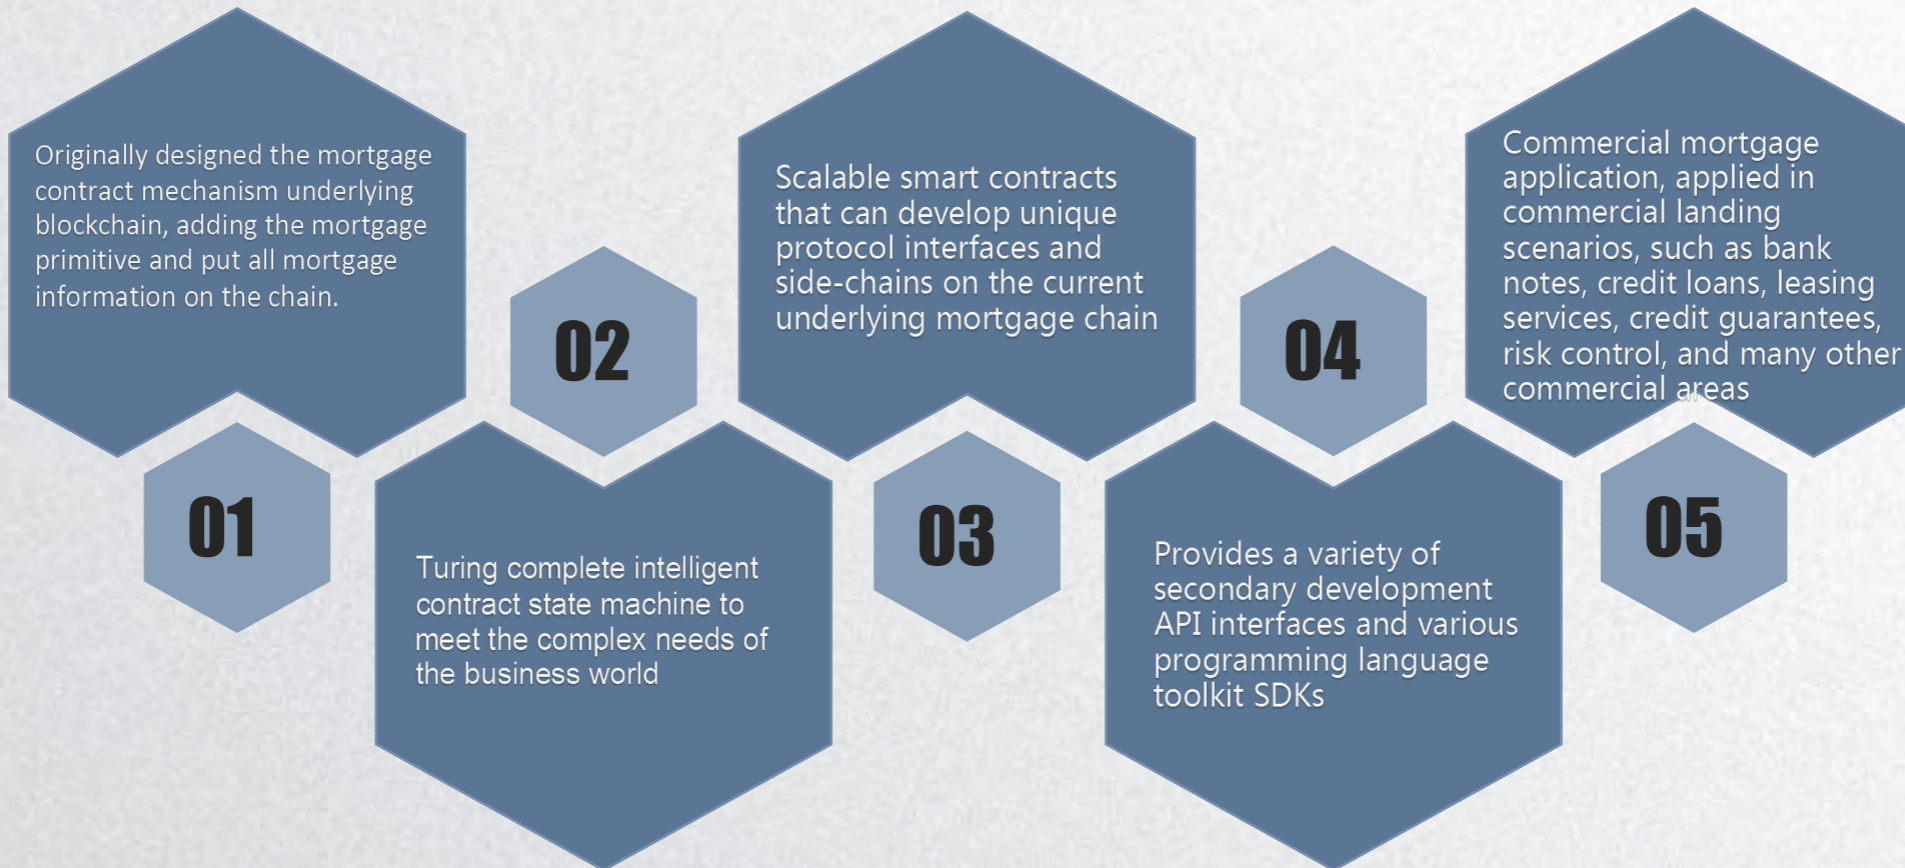 Originally designed the mortgage
contract mechanism underlying
blockchain, adding the mortgage
primitive and put all mortgage
information on the chain.
01
02
Turing complete intelligent
contract state machine to
meet the complex needs of
the business world
Scalable smart contracts
that can develop unique
protocol interfaces and
side-chains on the current
underlying mortgage chain
03
04
Provides a variety of
secondary development
API interfaces and various
programming language
toolkit SDKs
Commercial mortgage
application, applied in
commercial landing
scenarios, such as bank
notes, credit loans, leasing
services, credit guarantees,
risk control, and many other
commercial areas
05